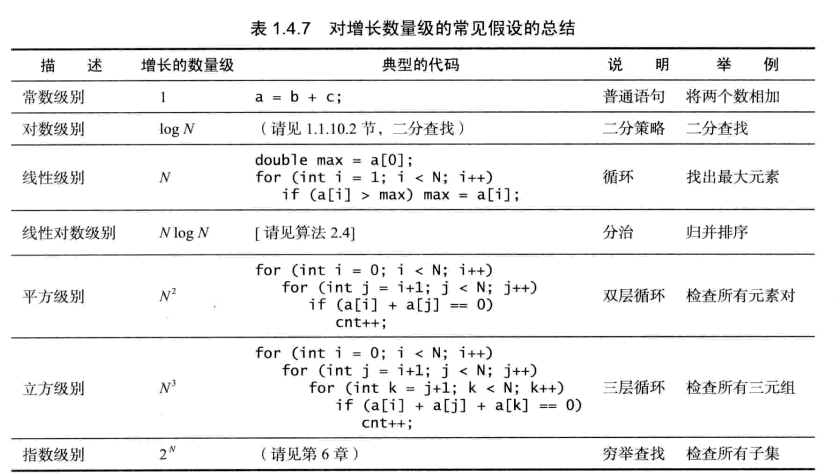 表 1.4.7 对增长数量级的常见假设的总结
描 述 增长的数量级 典型的代码 说 明 举 例
常数级别 1 a = b + c; 普通语句 将两个数相加
对数级别 log N （请见 1.1.10.2 节，二分查找） 二分策略 二分查找
double max = a[0];
线性级别 N for (int i = 1; i < N; i++) 循环 找出最大元素
if (a[i] > max) max = a[i];
线性对数级别 N log N [ 请见算法 2.4] 分治 归并排序
for (int i = 0; i < N; i++)
for (int j = i+1; j < N; j++)
平方级别 N² if (a[i] + a[j] == 0) 双层循环 检查所有元素对
cnt++;
for (int i = 0; i < N; i++)
for (int j = i+1; j < N; j++)
立方级别 N³ for (int k = j+1; k < N; k++) 三层循环 检查所有三元组
if (a[i] + a[j] + a[k] == 0)
cnt++;
指数级别 2ᴺ （请见第 6 章） 穷举查找 检查所有子集